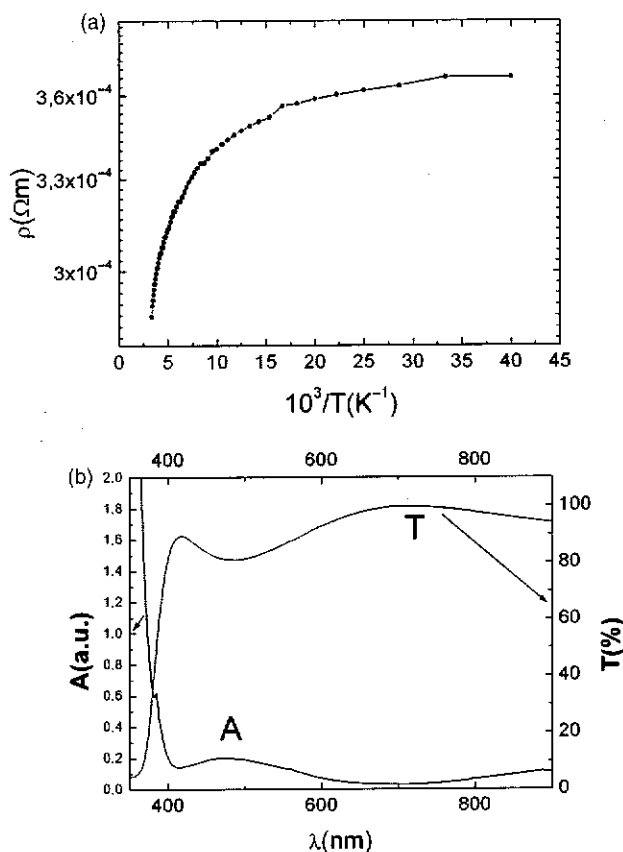 (a)
3,6x10⁻⁴
3,3x10⁻⁴
3x10⁻⁴
ρ(Ωm)
0 5 10 15 20 25 30 35 40 45
10³/T(K⁻¹)
(b)
400 600 800
2.0
1.8
1.6
1.4
1.2
1.0
0.8
0.6
0.4
0.2
0.0
A(a.u.)
T
A
100
80
60
40
20
0
T(%)
400 600 800
λ(nm)